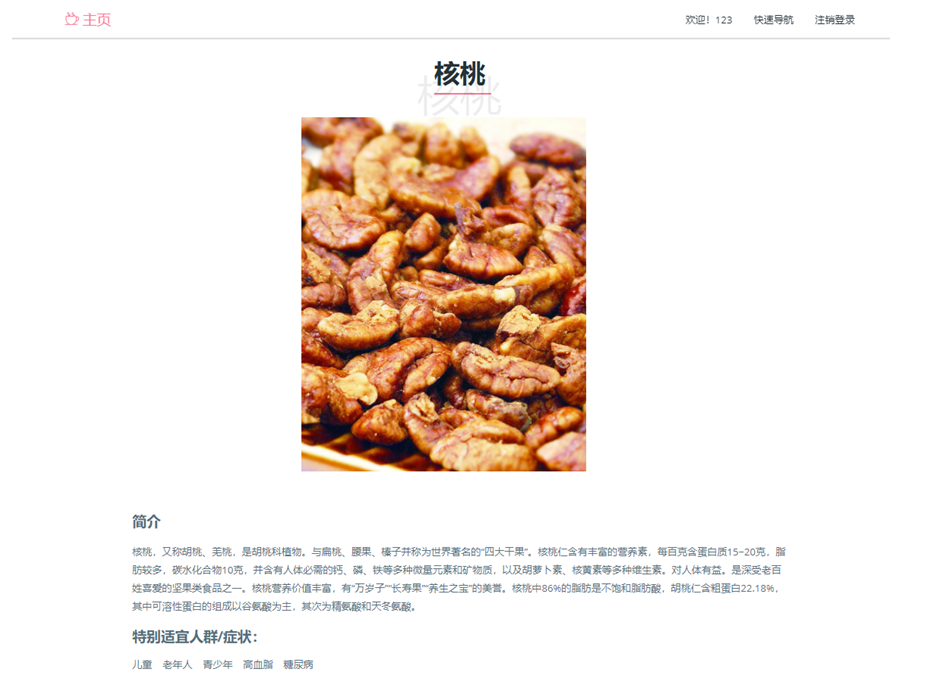 主页
欢迎！123 快速导航 注销登录
核桃
核桃
简介
核桃，又称胡桃、羌桃，是胡桃科植物。与扁桃、腰果、榛子并称为世界著名的“四大干果”。核桃仁含有丰富的营养素，每百克含蛋白质15~20克，脂
肪较多，碳水化合物10克，并含有人体必需的钙、磷、铁等多种微量元素和矿物质，以及胡萝卜素、核黄素等多种维生素。对人体有益。是深受老百
姓喜爱的坚果类食品之一。核桃营养价值丰富，有“万岁子”“长寿果”“养生之宝”的美誉。核桃中86%的脂肪是不饱和脂肪酸，胡桃仁含粗蛋白22.18%，
其中可溶性蛋白的组成以谷氨酸为主，其次为精氨酸和天冬氨酸。
特别适宜人群/症状：
儿童 老年人 青少年 高血脂 糖尿病